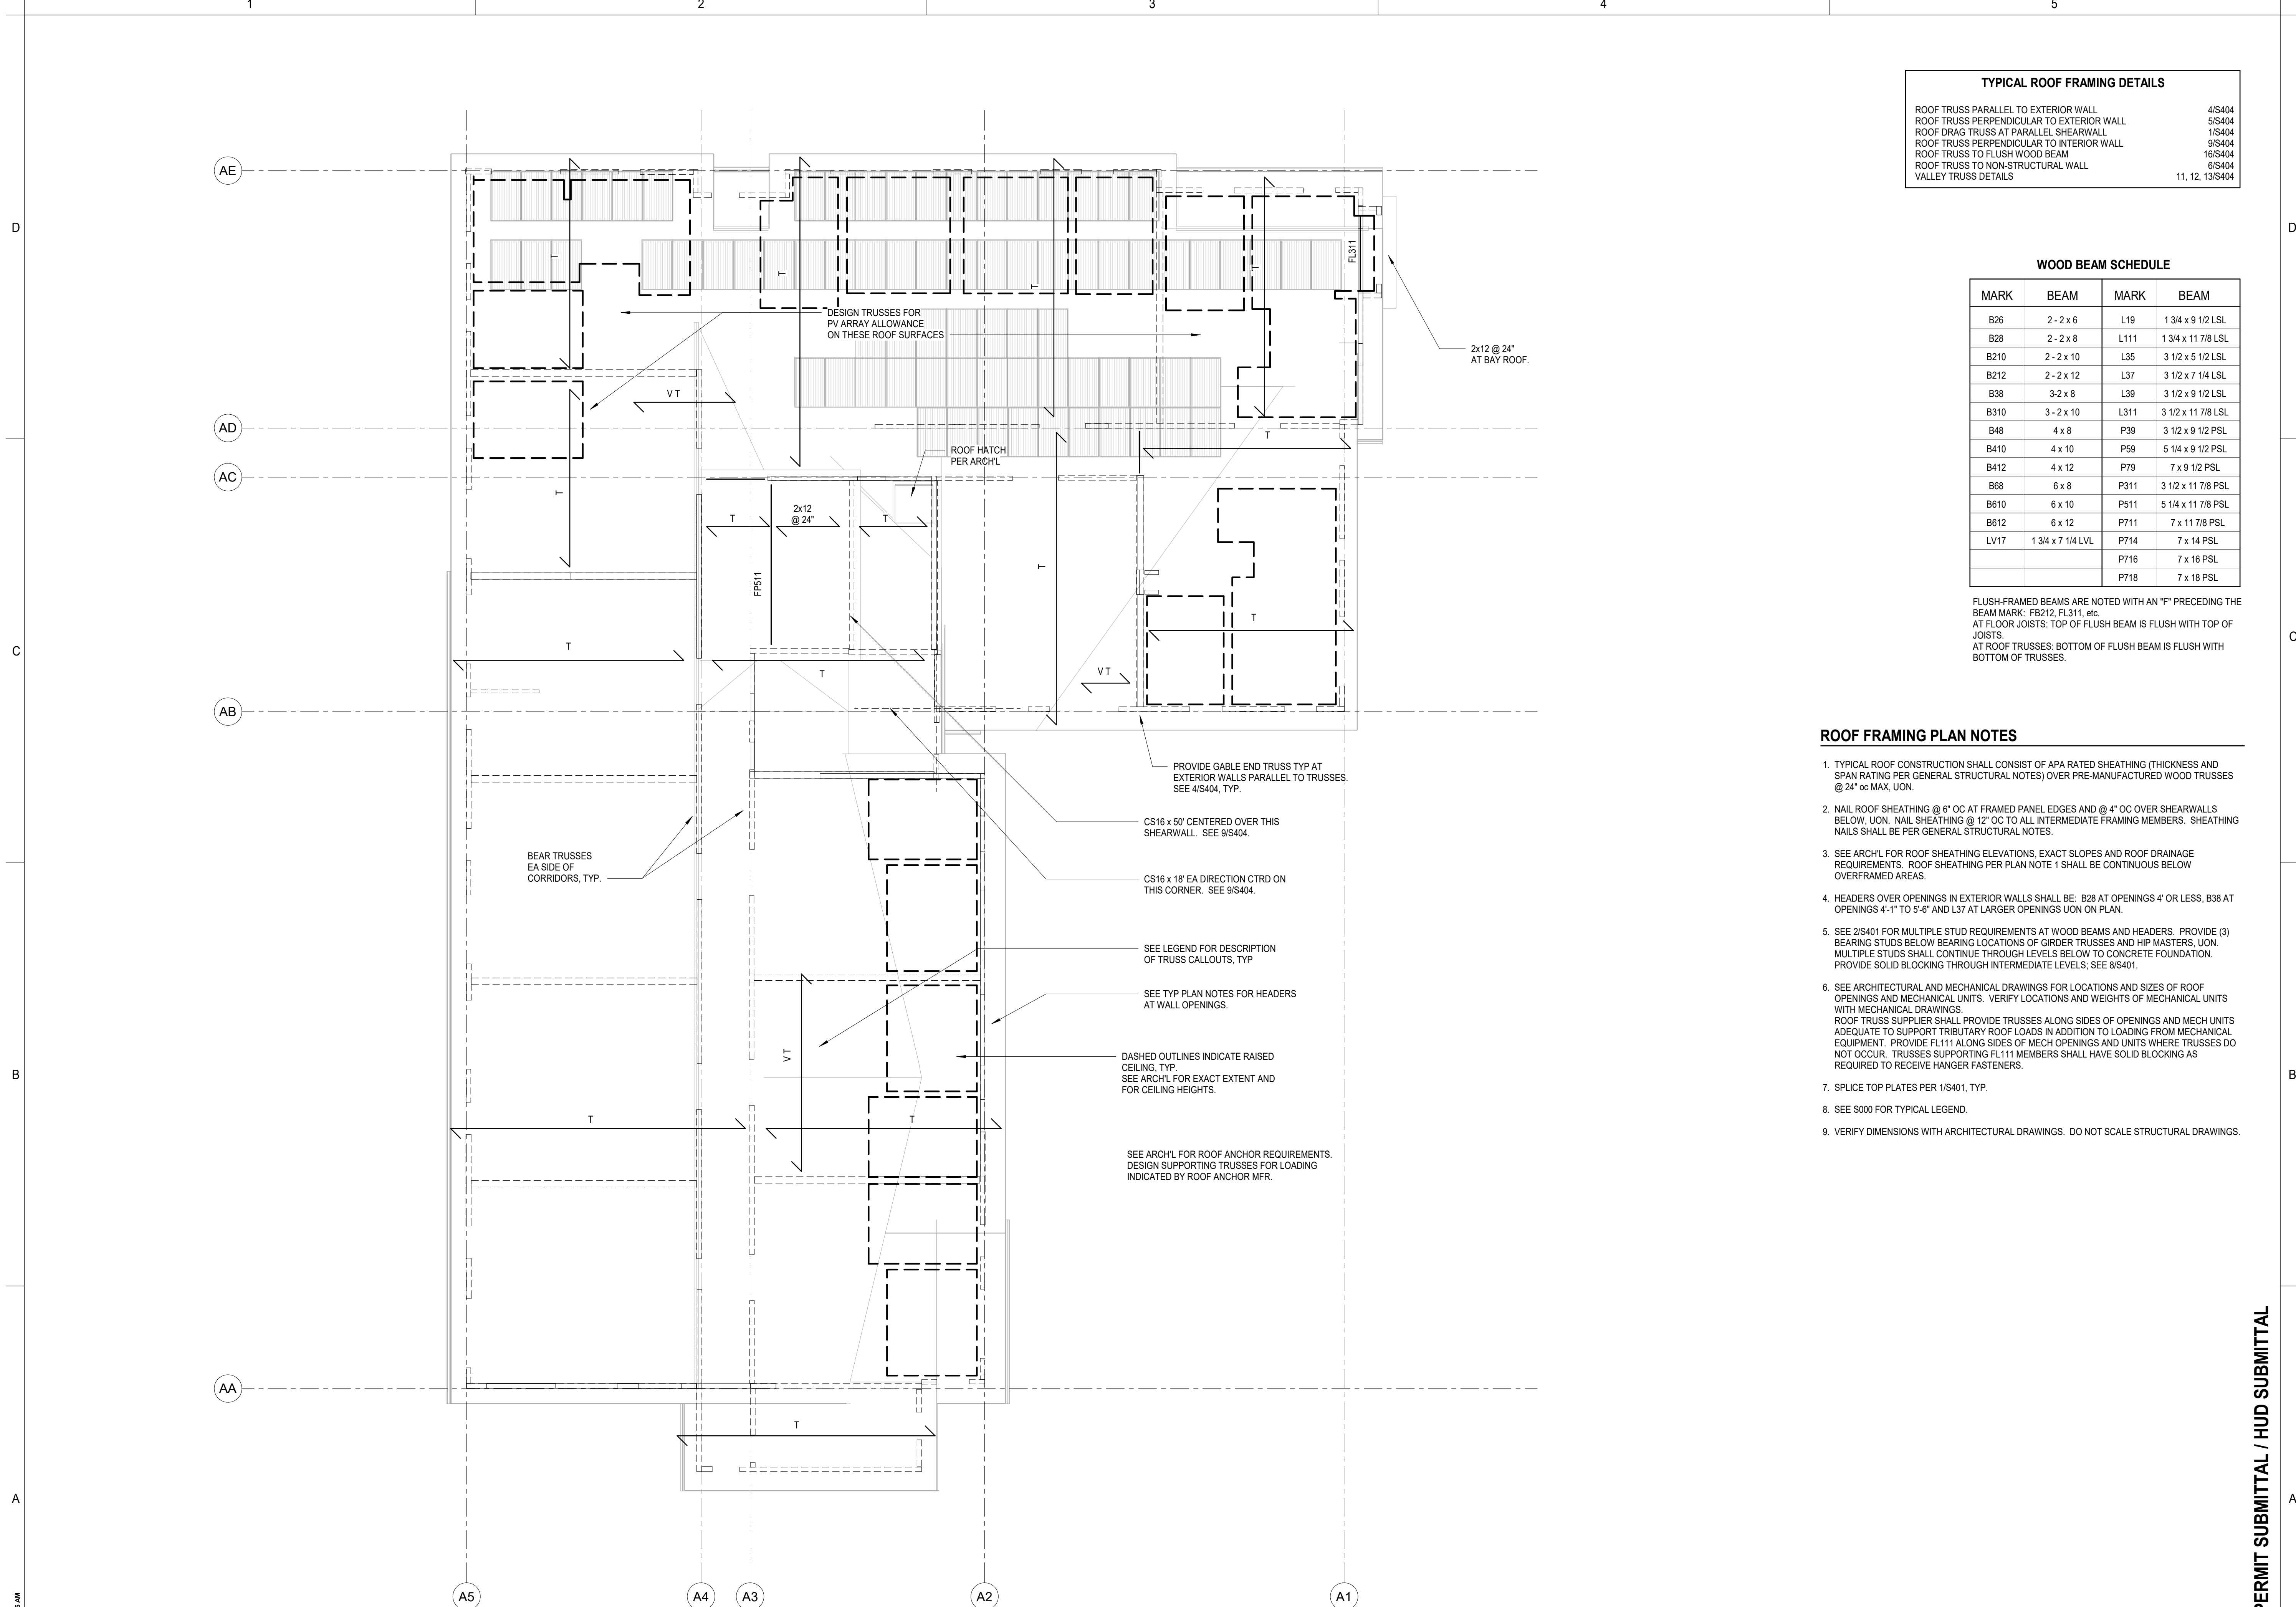 1 2 3 4 5
D
C
B
A
D
C
B
A
AE
AD
AC
AB
AA
A5 A4 A3 A2 A1
T
T
T
T
T
FL311
DESIGN TRUSSES FOR
PV ARRAY ALLOWANCE
ON THESE ROOF SURFACES
2x12 @ 24"
AT BAY ROOF.
V T
T
ROOF HATCH
PER ARCH'L
T
T
2x12
@ 24"
T
FP511
T
T
T
T
V T
PROVIDE GABLE END TRUSS TYP AT
EXTERIOR WALLS PARALLEL TO TRUSSES.
SEE 4/S404, TYP.
CS16 x 50' CENTERED OVER THIS
SHEARWALL. SEE 9/S404.
BEAR TRUSSES
EA SIDE OF
CORRIDORS, TYP.
CS16 x 18' EA DIRECTION CTRD ON
THIS CORNER. SEE 9/S404.
SEE LEGEND FOR DESCRIPTION
OF TRUSS CALLOUTS, TYP
SEE TYP PLAN NOTES FOR HEADERS
AT WALL OPENINGS.
V T
DASHED OUTLINES INDICATE RAISED
CEILING, TYP.
SEE ARCH'L FOR EXACT EXTENT AND
FOR CEILING HEIGHTS.
T
T
SEE ARCH'L FOR ROOF ANCHOR REQUIREMENTS.
DESIGN SUPPORTING TRUSSES FOR LOADING
INDICATED BY ROOF ANCHOR MFR.
T
TYPICAL ROOF FRAMING DETAILS
ROOF TRUSS PARALLEL TO EXTERIOR WALL 4/S404
ROOF TRUSS PERPENDICULAR TO EXTERIOR WALL 5/S404
ROOF DRAG TRUSS AT PARALLEL SHEARWALL 1/S404
ROOF TRUSS PERPENDICULAR TO INTERIOR WALL 9/S404
ROOF TRUSS TO FLUSH WOOD BEAM 16/S404
ROOF TRUSS TO NON-STRUCTURAL WALL 6/S404
VALLEY TRUSS DETAILS 11, 12, 13/S404
WOOD BEAM SCHEDULE
MARK BEAM MARK BEAM
B26 2 - 2 x 6 L19 1 3/4 x 9 1/2 LSL
B28 2 - 2 x 8 L111 1 3/4 x 11 7/8 LSL
B210 2 - 2 x 10 L35 3 1/2 x 5 1/2 LSL
B212 2 - 2 x 12 L37 3 1/2 x 7 1/4 LSL
B38 3-2 x 8 L39 3 1/2 x 9 1/2 LSL
B310 3 - 2 x 10 L311 3 1/2 x 11 7/8 LSL
B48 4 x 8 P39 3 1/2 x 9 1/2 PSL
B410 4 x 10 P59 5 1/4 x 9 1/2 PSL
B412 4 x 12 P79 7 x 9 1/2 PSL
B68 6 x 8 P311 3 1/2 x 11 7/8 PSL
B610 6 x 10 P511 5 1/4 x 11 7/8 PSL
B612 6 x 12 P711 7 x 11 7/8 PSL
LV17 1 3/4 x 7 1/4 LVL P714 7 x 14 PSL
P716 7 x 16 PSL
P718 7 x 18 PSL
FLUSH-FRAMED BEAMS ARE NOTED WITH AN "F" PRECEDING THE
BEAM MARK: FB212, FL311, etc.
AT FLOOR JOISTS: TOP OF FLUSH BEAM IS FLUSH WITH TOP OF
JOISTS.
AT ROOF TRUSSES: BOTTOM OF FLUSH BEAM IS FLUSH WITH
BOTTOM OF TRUSSES.
ROOF FRAMING PLAN NOTES
1. TYPICAL ROOF CONSTRUCTION SHALL CONSIST OF APA RATED SHEATHING (THICKNESS AND
SPAN RATING PER GENERAL STRUCTURAL NOTES) OVER PRE-MANUFACTURED WOOD TRUSSES
@ 24" oc MAX, UON.
2. NAIL ROOF SHEATHING @ 6" OC AT FRAMED PANEL EDGES AND @ 4" OC OVER SHEARWALLS
BELOW, UON. NAIL SHEATHING @ 12" OC TO ALL INTERMEDIATE FRAMING MEMBERS. SHEATHING
NAILS SHALL BE PER GENERAL STRUCTURAL NOTES.
3. SEE ARCH'L FOR ROOF SHEATHING ELEVATIONS, EXACT SLOPES AND ROOF DRAINAGE
REQUIREMENTS. ROOF SHEATHING PER PLAN NOTE 1 SHALL BE CONTINUOUS BELOW
OVERFRAMED AREAS.
4. HEADERS OVER OPENINGS IN EXTERIOR WALLS SHALL BE: B28 AT OPENINGS 4' OR LESS, B38 AT
OPENINGS 4'-1" TO 5'-6" AND L37 AT LARGER OPENINGS UON ON PLAN.
5. SEE 2/S401 FOR MULTIPLE STUD REQUIREMENTS AT WOOD BEAMS AND HEADERS. PROVIDE (3)
BEARING STUDS BELOW BEARING LOCATIONS OF GIRDER TRUSSES AND HIP MASTERS, UON.
MULTIPLE STUDS SHALL CONTINUE THROUGH LEVELS BELOW TO CONCRETE FOUNDATION.
PROVIDE SOLID BLOCKING THROUGH INTERMEDIATE LEVELS; SEE 8/S401.
6. SEE ARCHITECTURAL AND MECHANICAL DRAWINGS FOR LOCATIONS AND SIZES OF ROOF
OPENINGS AND MECHANICAL UNITS. VERIFY LOCATIONS AND WEIGHTS OF MECHANICAL UNITS
WITH MECHANICAL DRAWINGS.
ROOF TRUSS SUPPLIER SHALL PROVIDE TRUSSES ALONG SIDES OF OPENINGS AND MECH UNITS
ADEQUATE TO SUPPORT TRIBUTARY ROOF LOADS IN ADDITION TO LOADING FROM MECHANICAL
EQUIPMENT. PROVIDE FL111 ALONG SIDES OF MECH OPENINGS AND UNITS WHERE TRUSSES DO
NOT OCCUR. TRUSSES SUPPORTING FL111 MEMBERS SHALL HAVE SOLID BLOCKING AS
REQUIRED TO RECEIVE HANGER FASTENERS.
7. SPLICE TOP PLATES PER 1/S401, TYP.
8. SEE S000 FOR TYPICAL LEGEND.
9. VERIFY DIMENSIONS WITH ARCHITECTURAL DRAWINGS. DO NOT SCALE STRUCTURAL DRAWINGS.
PERMIT SUBMITTAL / HUD SUBMITTAL
AM